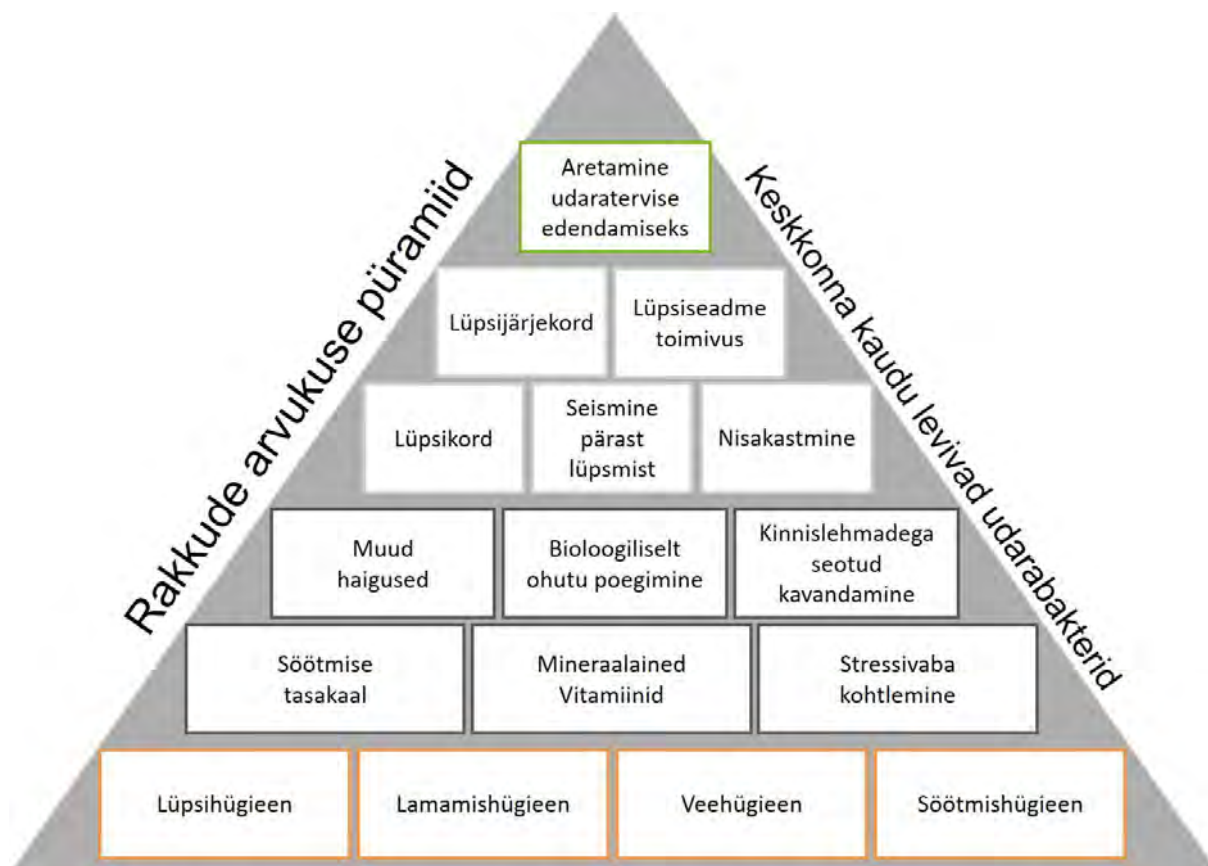 Rakkude arvukuse püramiid
Keskkonna kaudu levivad udarabakterid
Aretamine
udaratervise
edendamiseks
Lüpsijärjekord
Lüpsiseadme
toimivus
Lüpsikord
Seismine
pärast
lüpsmist
Nisakastmine
Muud
haigused
Bioloogiliselt
ohutu poegimine
Kinnislehmadega
seotud
kavandamine
Söötmise
tasakaal
Mineraalained
Vitamiinid
Stressivaba
kohtlemine
Lüpsihügieen
Lamamishügieen
Veehügieen
Söötmishügieen